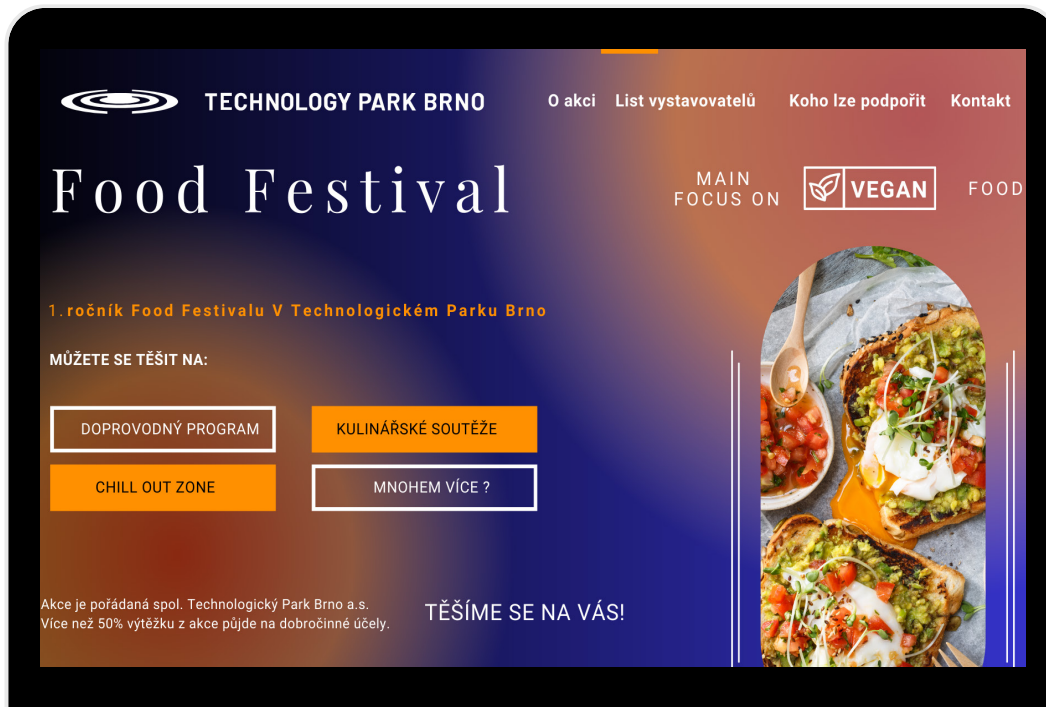 TECHNOLOGY PARK BRNO
O akci List vystavovatelů Koho lze podpořit Kontakt
Food Festival
MAIN
FOCUS ON
VEGAN
FOOD
1. ročník Food Festivalu V Technologickém Parku Brno
MŮŽETE SE TĚŠIT NA:
DOPROVODNÝ PROGRAM
KULINÁŘSKÉ SOUTĚŽE
CHILL OUT ZONE
MNOHEM VÍCE ?
Akce je pořádaná spol. Technologický Park Brno a.s.
Více než 50% výtěžku z akce půjde na dobročinné účely.
TĚŠÍME SE NA VÁS!